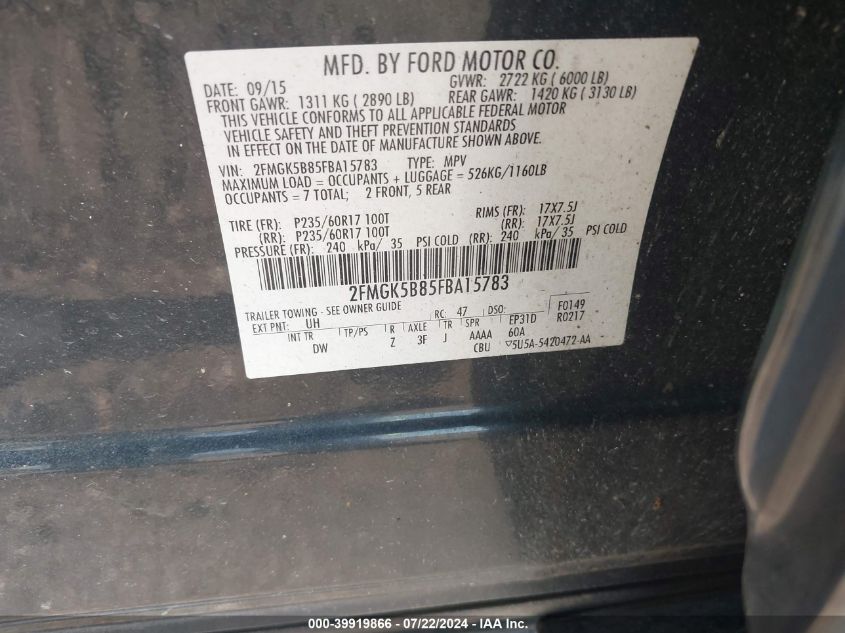 MFD. BY FORD MOTOR CO.
DATE: 09/15 GVWR: 2722 KG ( 6000 LB)
FRONT GAWR: 1311 KG ( 2890 LB) REAR GAWR: 1420 KG ( 3130 LB)
THIS VEHICLE CONFORMS TO ALL APPLICABLE FEDERAL MOTOR
VEHICLE SAFETY AND THEFT PREVENTION STANDARDS
IN EFFECT ON THE DATE OF MANUFACTURE SHOWN ABOVE.
VIN: 2FMGK5B85FBA15783 TYPE: MPV
MAXIMUM LOAD = OCCUPANTS + LUGGAGE = 526KG/1160LB
OCCUPANTS = 7 TOTAL; 2 FRONT, 5 REAR
TIRE (FR): P235/60R17 100T RIMS (FR): 17X7.5J
(RR): P235/60R17 100T (RR): 17X7.5J
PRESSURE (FR): 240 kPa/ 35 PSI COLD (RR): 240 kPa/ 35 PSI COLD
2FMGK5B85FBA15783
TRAILER TOWING - SEE OWNER GUIDE RC: 47 DSO: F0149
EXT PNT: UH EP31D R0217
INT TR TP/PS R AXLE TR SPR 60A
DW Z 3F J AAAA
CBU ▽5U5A-5420472-AA
000-39919866 - 07/22/2024 - IAA Inc.